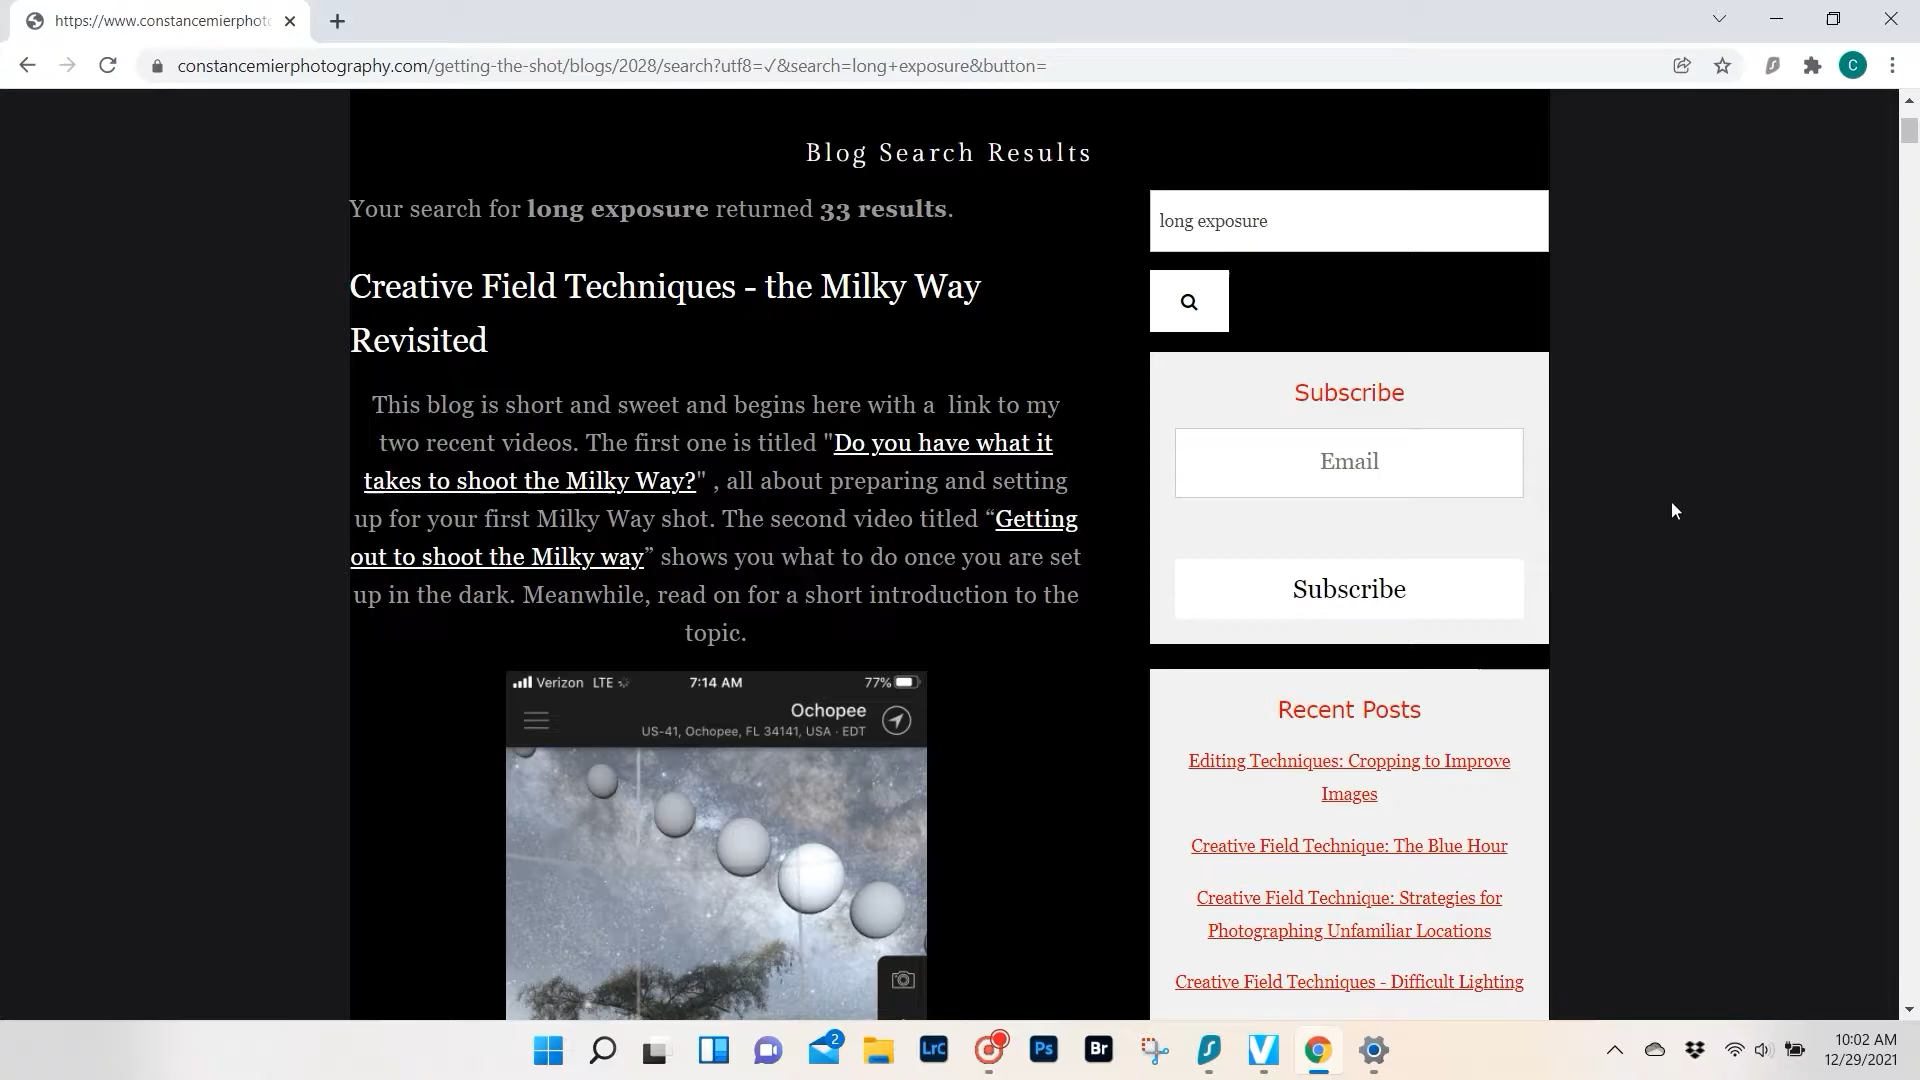 https://www.constancemierphoto
constancemierphotography.com/getting-the-shot/blogs/2028/search?utf8=✓&search=long+exposure&button=
C
Blog Search Results
Your search for long exposure returned 33 results.
long exposure
Creative Field Techniques - the Milky Way
Revisited
This blog is short and sweet and begins here with a  link to my
two recent videos. The first one is titled "Do you have what it
takes to shoot the Milky Way?" , all about preparing and setting
up for your first Milky Way shot. The second video titled “Getting
out to shoot the Milky way” shows you what to do once you are set
up in the dark. Meanwhile, read on for a short introduction to the
topic.
Verizon LTE 7:14 AM 77%
Ochopee
US-41, Ochopee, FL 34141, USA · EDT
Subscribe
Email
Subscribe
Recent Posts
Editing Techniques: Cropping to Improve
Images
Creative Field Technique: The Blue Hour
Creative Field Technique: Strategies for
Photographing Unfamiliar Locations
Creative Field Techniques - Difficult Lighting
2
LrC
Ps
Br
V
10:02 AM
12/29/2021